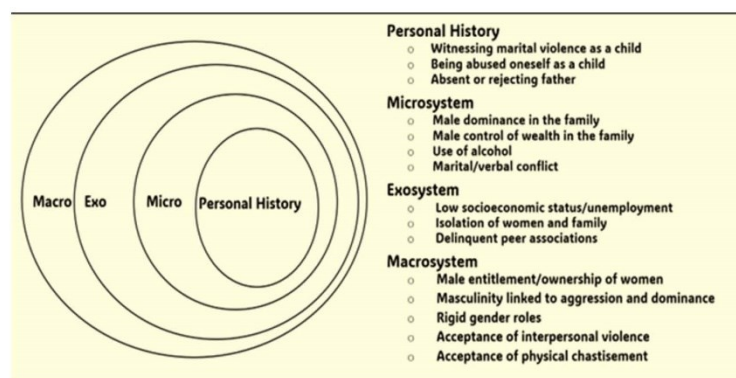 Macro Exo Micro Personal History
Personal History
o Witnessing marital violence as a child
o Being abused oneself as a child
o Absent or rejecting father
Microsystem
o Male dominance in the family
o Male control of wealth in the family
o Use of alcohol
o Marital/verbal conflict
Exosystem
o Low socioeconomic status/unemployment
o Isolation of women and family
o Delinquent peer associations
Macrosystem
o Male entitlement/ownership of women
o Masculinity linked to aggression and dominance
o Rigid gender roles
o Acceptance of interpersonal violence
o Acceptance of physical chastisement